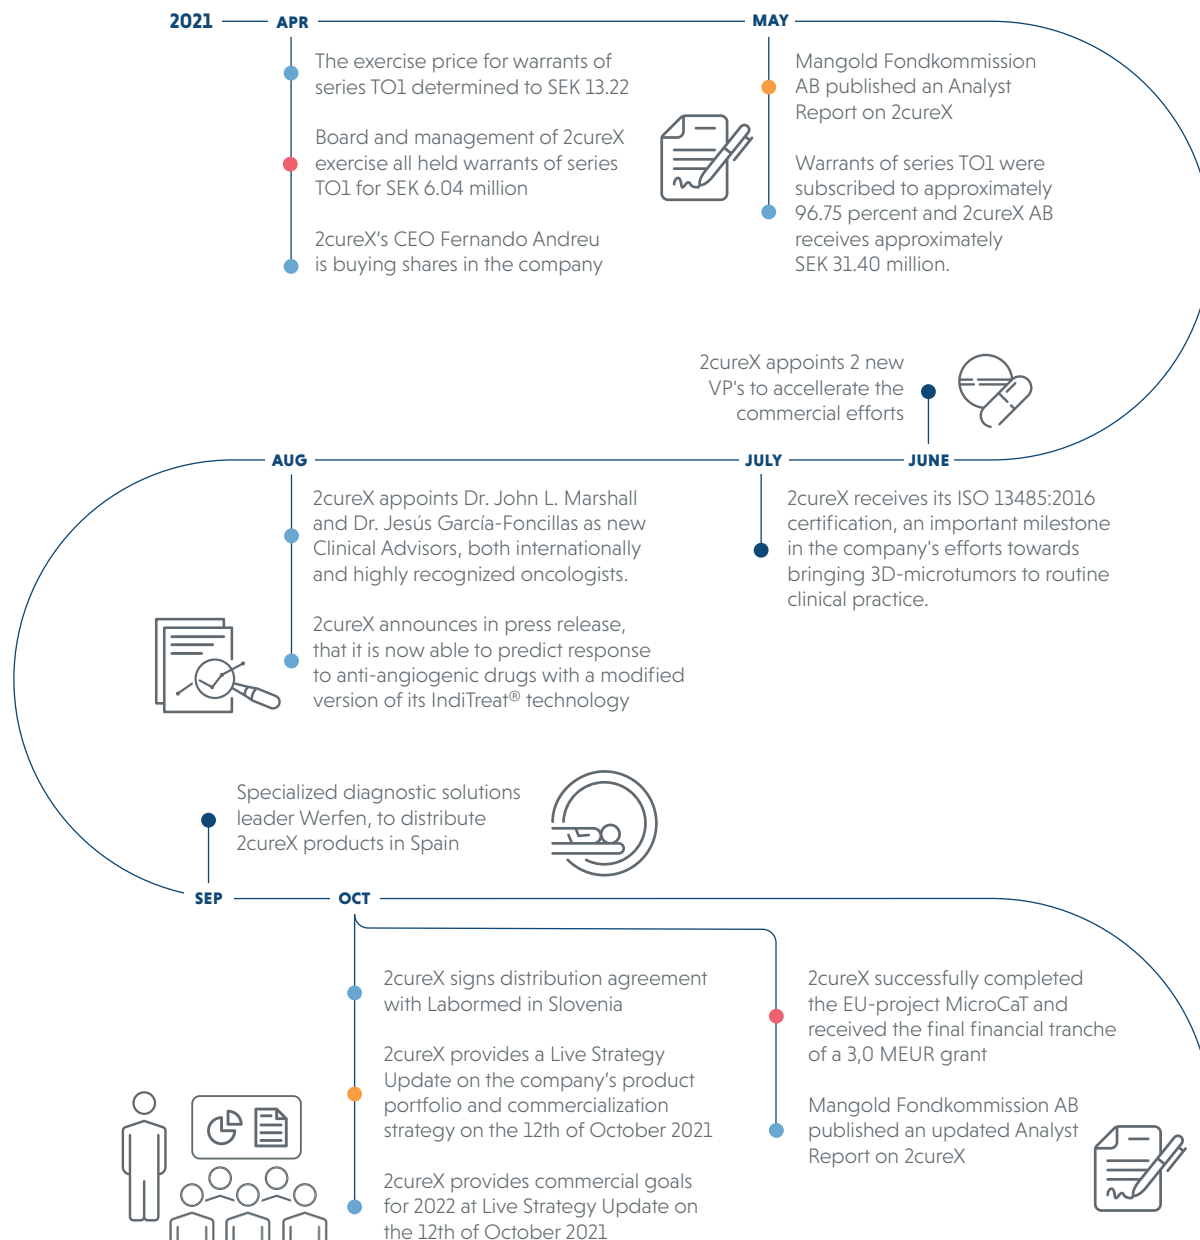 2021
APR
The exercise price for warrants of
series TO1 determined to SEK 13.22
Board and management of 2cureX
exercise all held warrants of series
TO1 for SEK 6.04 million
2cureX’s CEO Fernando Andreu
is buying shares in the company
MAY
Mangold Fondkommission
AB published an Analyst
Report on 2cureX
Warrants of series TO1 were
subscribed to approximately
96.75 percent and 2cureX AB
receives approximately
SEK 31.40 million.
2cureX appoints 2 new
VP's to accellerate the
commercial efforts
JUNE
JULY
2cureX receives its ISO 13485:2016
certification, an important milestone
in the company's efforts towards
bringing 3D-microtumors to routine
clinical practice.
AUG
2cureX appoints Dr. John L. Marshall
and Dr. Jesús García-Foncillas as new
Clinical Advisors, both internationally
and highly recognized oncologists.
2cureX announces in press release,
that it is now able to predict response
to anti-angiogenic drugs with a modified
version of its IndiTreat® technology
Specialized diagnostic solutions
leader Werfen, to distribute
2cureX products in Spain
SEP
OCT
2cureX signs distribution agreement
with Labormed in Slovenia
2cureX provides a Live Strategy
Update on the company’s product
portfolio and commercialization
strategy on the 12th of October 2021
2cureX provides commercial goals
for 2022 at Live Strategy Update on
the 12th of October 2021
2cureX successfully completed
the EU-project MicroCaT and
received the final financial tranche
of a 3,0 MEUR grant
Mangold Fondkommission AB
published an updated Analyst
Report on 2cureX